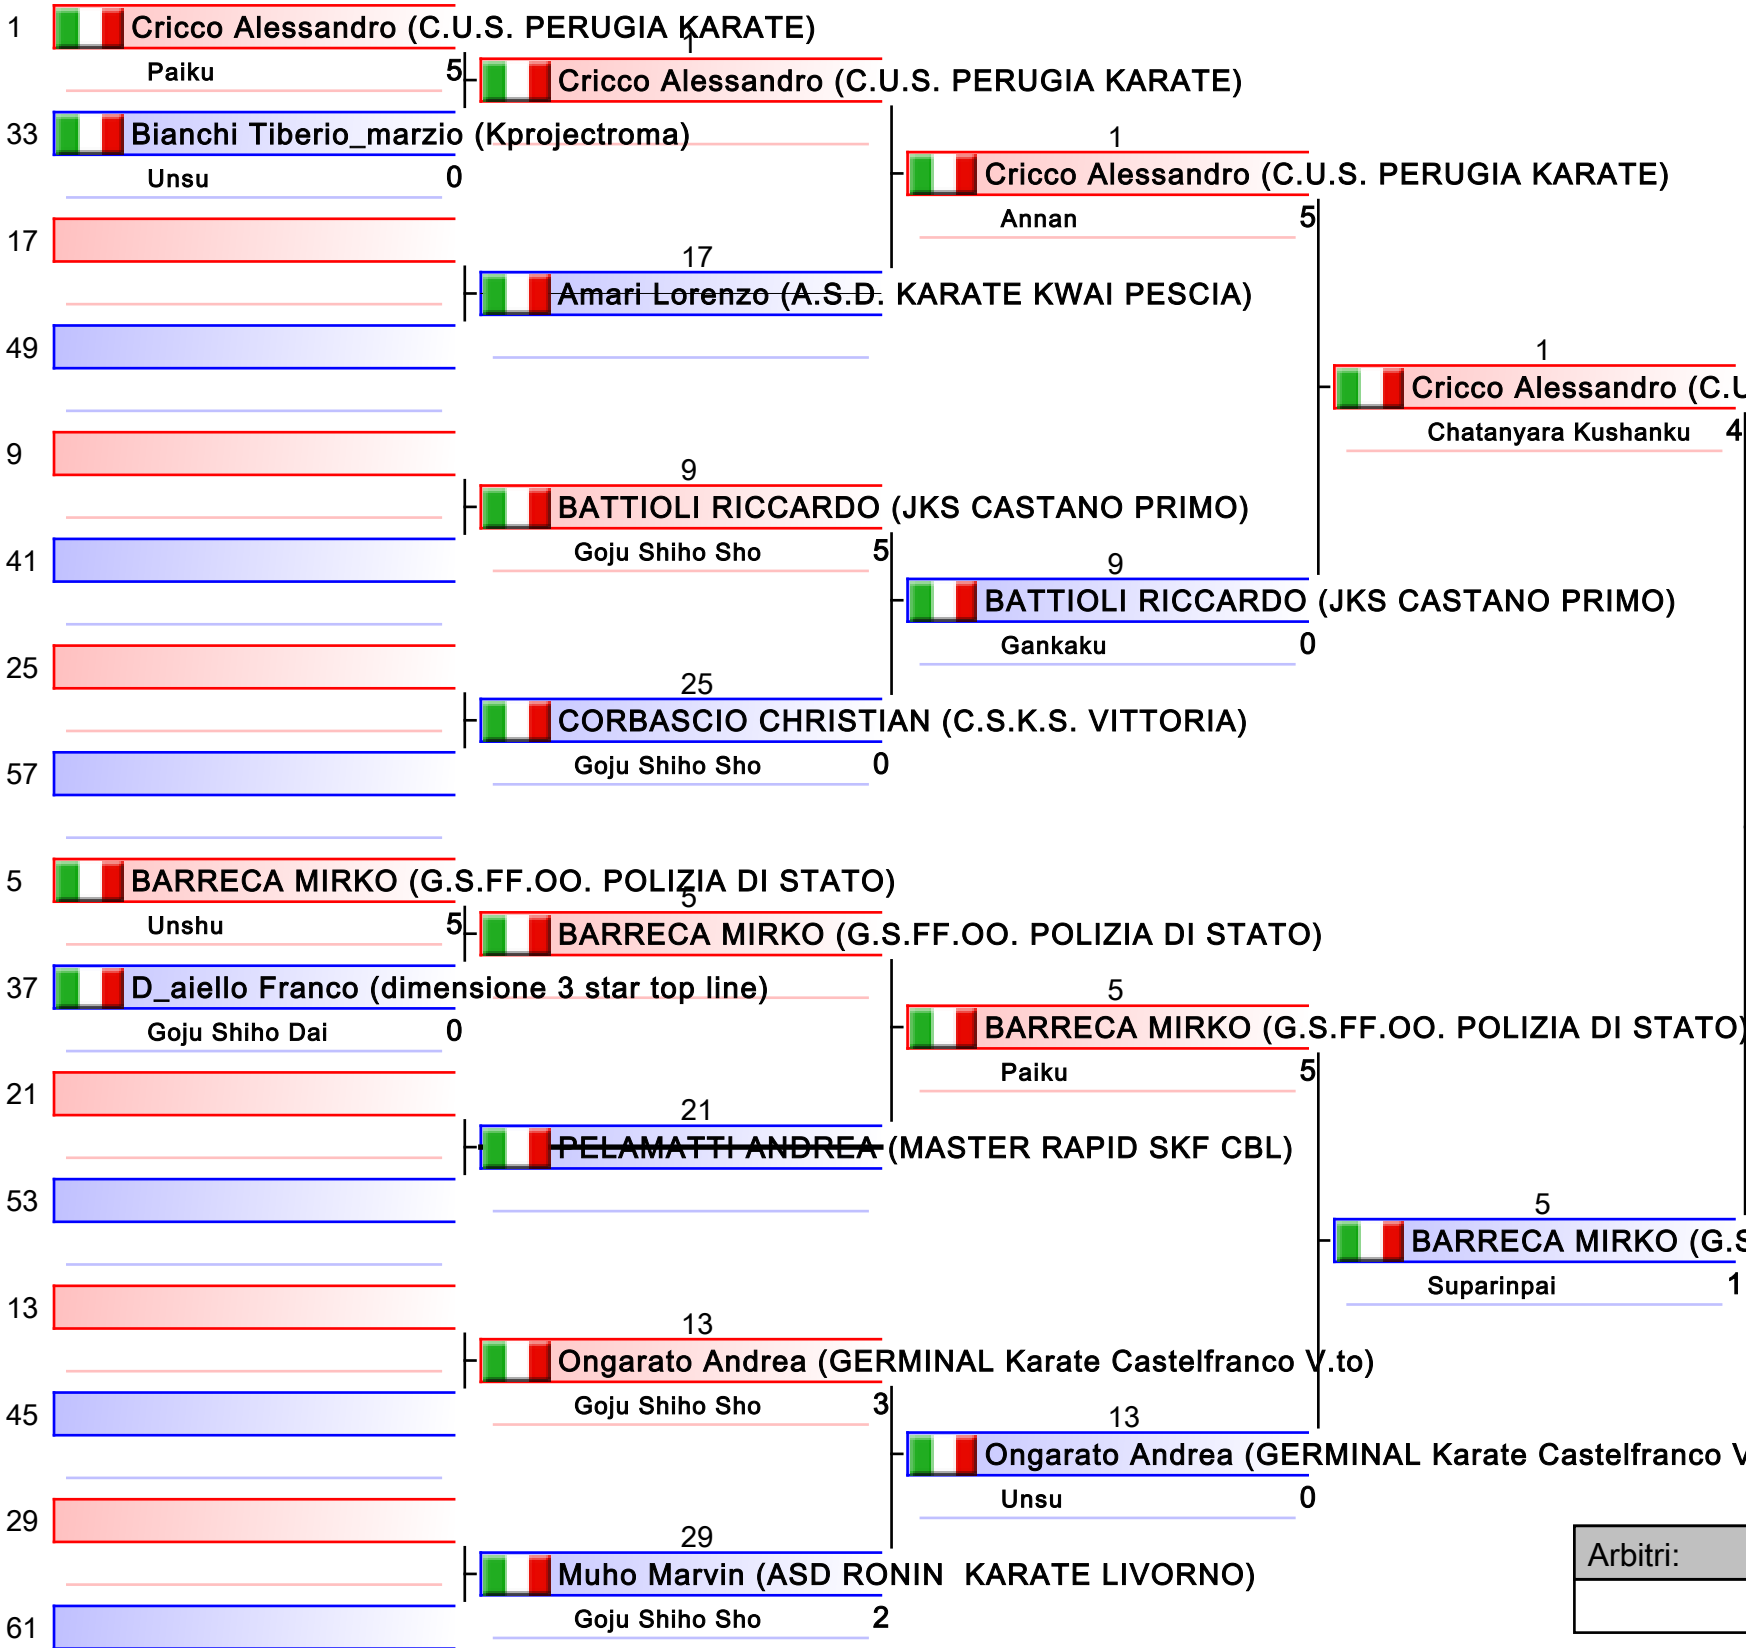 1
Cricco Alessandro (C.U.S. PERUGIA KARATE)
Paiku 5
33
Bianchi Tiberio_marzio (Kprojectroma)
Unsu 0
17
49
9
41
25
57
5
BARRECA MIRKO (G.S.FF.OO. POLIZIA DI STATO)
Unshu 5
37
D_aiello Franco (dimensione 3 star top line)
Goju Shiho Dai 0
21
53
13
45
29
61
1
Cricco Alessandro (C.U.S. PERUGIA KARATE)
17
Amari Lorenzo (A.S.D. KARATE KWAI PESCIA)
9
BATTIOLI RICCARDO (JKS CASTANO PRIMO)
Goju Shiho Sho 5
25
CORBASCIO CHRISTIAN (C.S.K.S. VITTORIA)
Goju Shiho Sho 0
5
BARRECA MIRKO (G.S.FF.OO. POLIZIA DI STATO)
21
PELAMATTI ANDREA (MASTER RAPID SKF CBL)
13
Ongarato Andrea (GERMINAL Karate Castelfranco V.to)
Goju Shiho Sho 3
29
Muho Marvin (ASD RONIN  KARATE LIVORNO)
Goju Shiho Sho 2
1
Cricco Alessandro (C.U.S. PERUGIA KARATE)
Annan 5
9
BATTIOLI RICCARDO (JKS CASTANO PRIMO)
Gankaku 0
5
BARRECA MIRKO (G.S.FF.OO. POLIZIA DI STATO)
Paiku 5
13
Ongarato Andrea (GERMINAL Karate Castelfranco V
Unsu 0
1
Cricco Alessandro (C.U
Chatanyara Kushanku 4
5
BARRECA MIRKO (G.S
Suparinpai 1
Arbitri: